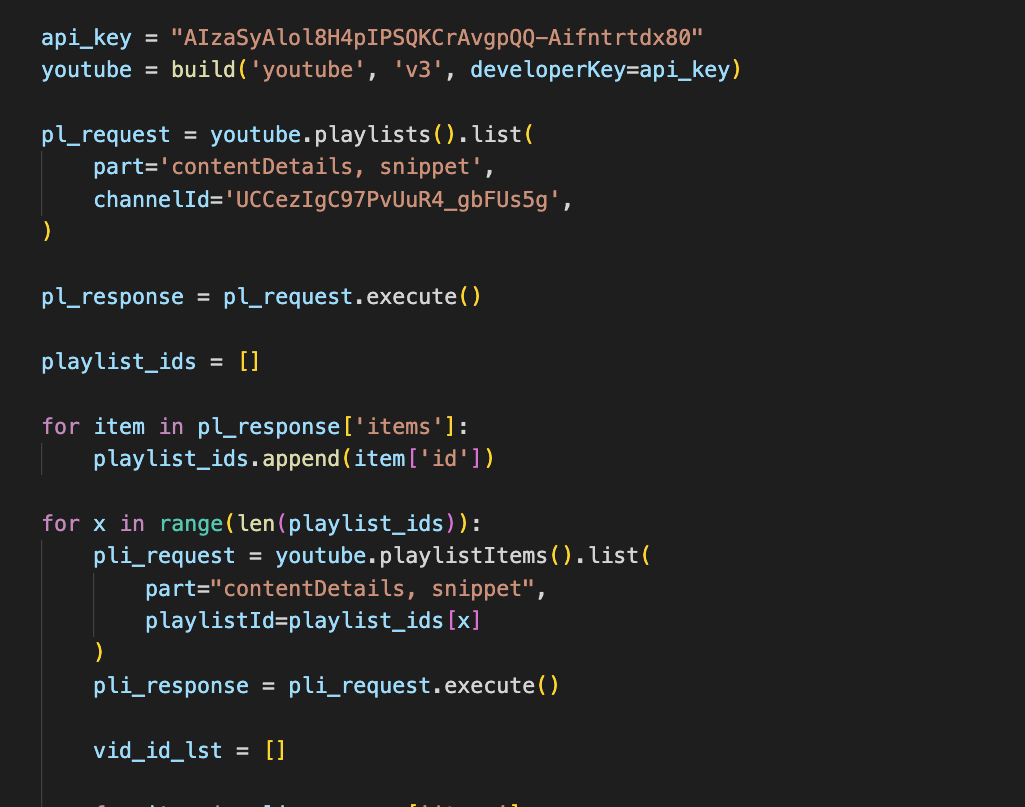 api_key = "AIzaSyAlol8H4pIPSQKCrAvgpQQ-Aifntrtdx80"
youtube = build('youtube', 'v3', developerKey=api_key)
pl_request = youtube.playlists().list(
    part='contentDetails, snippet',
    channelId='UCCezIgC97PvUuR4_gbFUs5g',
)
pl_response = pl_request.execute()
playlist_ids = []
for item in pl_response['items']:
    playlist_ids.append(item['id'])
for x in range(len(playlist_ids)):
    pli_request = youtube.playlistItems().list(
        part="contentDetails, snippet",
        playlistId=playlist_ids[x]
    )
    pli_response = pli_request.execute()
    vid_id_lst = []